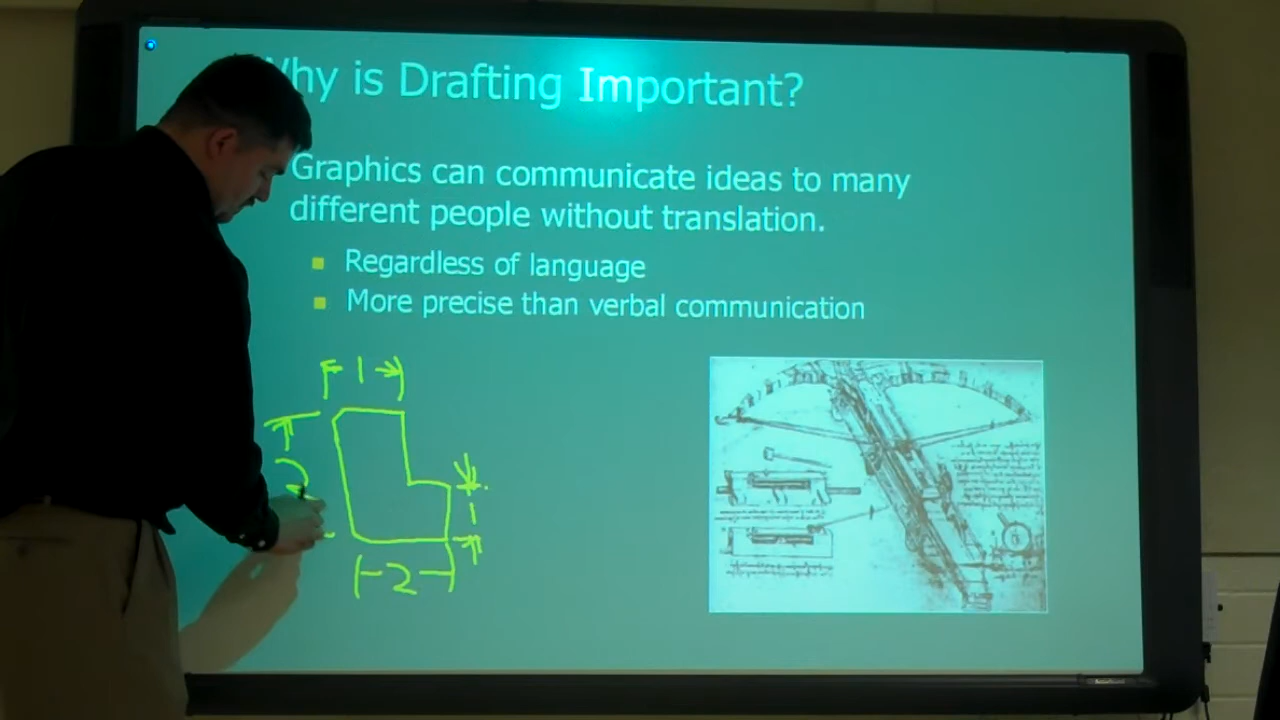 Why is Drafting Important?
Graphics can communicate ideas to many
different people without translation.
Regardless of language
More precise than verbal communication
1
2
1
2